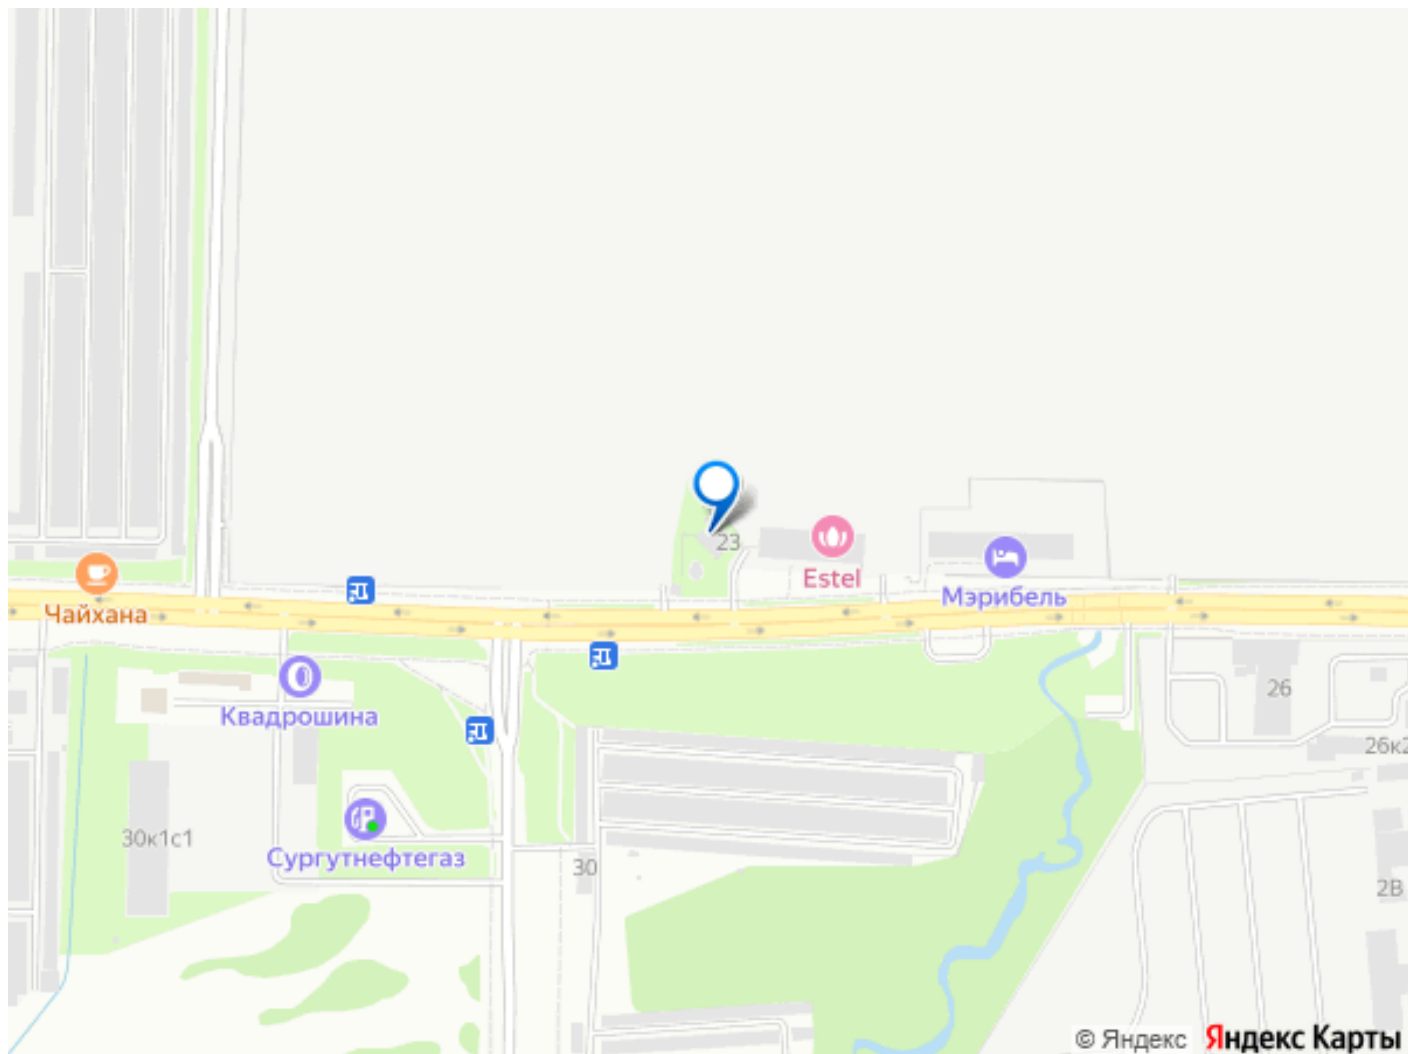 23
Estel
Мэрибель
Чайхана
Квадрошина
26
26к2
30к1с1
Сургутнефтегаз
30
2В
© Яндекс Яндекс Карты